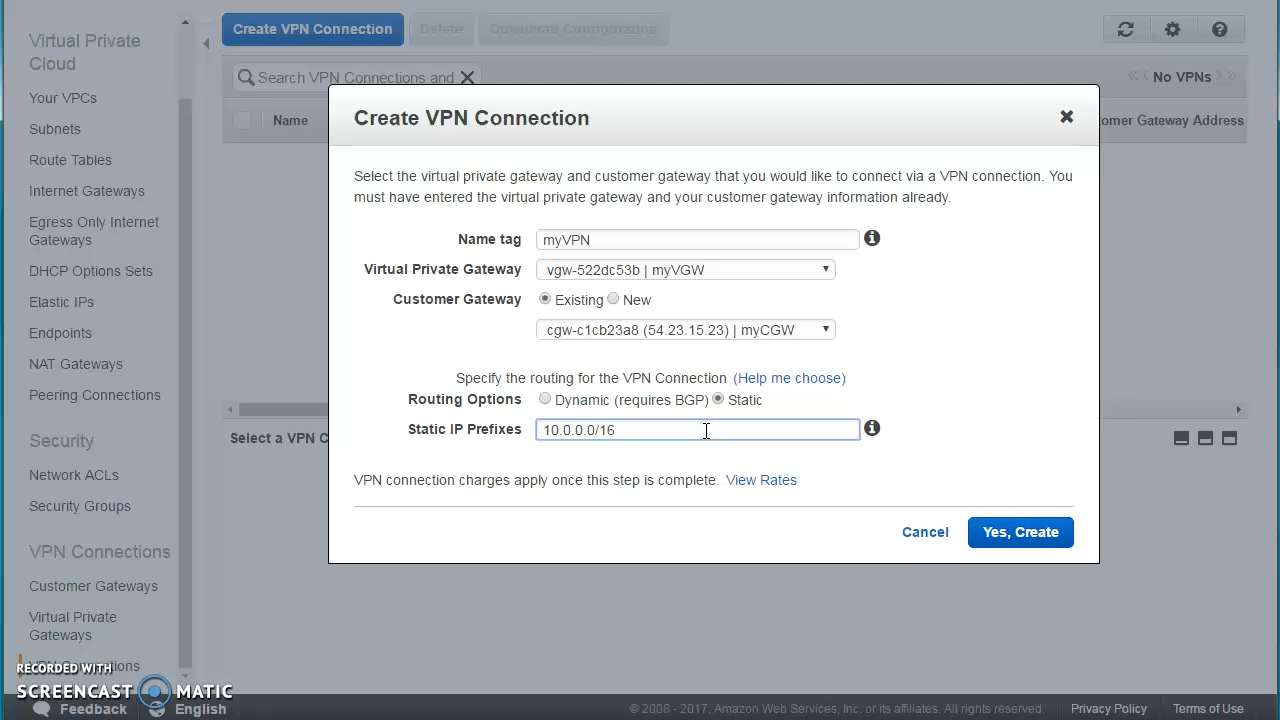 Virtual Private
Cloud
Your VPCs
Subnets
Route Tables
Internet Gateways
Egress Only Internet
Gateways
DHCP Options Sets
Elastic IPs
Endpoints
NAT Gateways
Peering Connections
Security
Network ACLs
Security Groups
VPN Connections
Customer Gateways
Virtual Private
Gateways
Create VPN Connection
Delete
Download Configuration
Search VPN Connections and
No VPNs
Name
omer Gateway Address
Create VPN Connection
Select the virtual private gateway and customer gateway that you would like to connect via a VPN connection. You
must have entered the virtual private gateway and your customer gateway information already.
Name tag myVPN
Virtual Private Gateway vgw-522dc53b | myVGW
Customer Gateway Existing New
cgw-c1cb23a8 (54.23.15.23) | myCGW
Specify the routing for the VPN Connection (Help me choose)
Routing Options Dynamic (requires BGP) Static
Static IP Prefixes 10.0.0.0/16
VPN connection charges apply once this step is complete. View Rates
Cancel Yes, Create
Select a VPN C
RECORDED WITH
SCREENCAST MATIC
Feedback English
© 2008 - 2017, Amazon Web Services, Inc. or its affiliates. All rights reserved. Privacy Policy Terms of Use